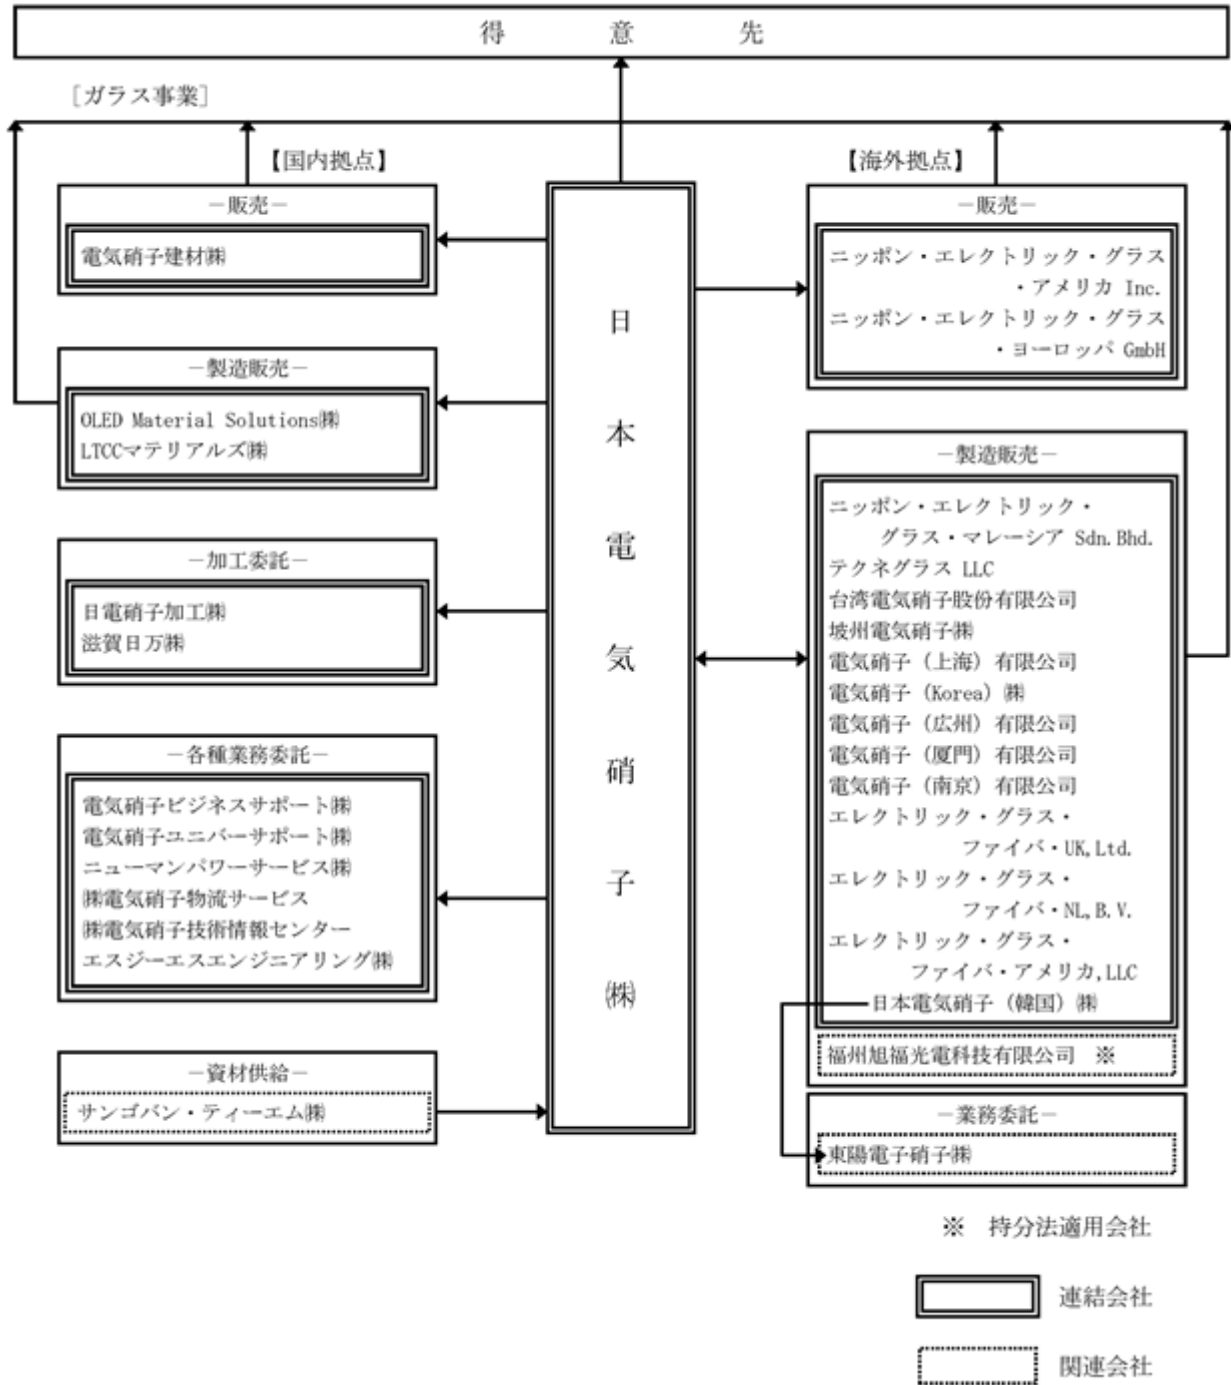 得意先
[ガラス事業]
【国内拠点】
－販売－
電気硝子建材㈱
－製造販売－
OLED Material Solutions㈱
LTCCマテリアルズ㈱
－加工委託－
日電硝子加工㈱
滋賀日万㈱
－各種業務委託－
電気硝子ビジネスサポート㈱
電気硝子ユニバーサポート㈱
ニューマンパワーサービス㈱
㈱電気硝子物流サービス
㈱電気硝子技術情報センター
エスジーエスエンジニアリング㈱
－資材供給－
サンゴバン・ティーエム㈱
日本電気硝子㈱
【海外拠点】
－販売－
ニッポン・エレクトリック・グラス
・アメリカ Inc.
ニッポン・エレクトリック・グラス
・ヨーロッパ GmbH
－製造販売－
ニッポン・エレクトリック・
グラス・マレーシア Sdn.Bhd.
テクネグラス LLC
台湾電気硝子股份有限公司
坡州電気硝子㈱
電気硝子（上海）有限公司
電気硝子（Korea）㈱
電気硝子（広州）有限公司
電気硝子（厦門）有限公司
電気硝子（南京）有限公司
エレクトリック・グラス・
ファイバ・UK,Ltd.
エレクトリック・グラス・
ファイバ・NL,B.V.
エレクトリック・グラス・
ファイバ・アメリカ,LLC
日本電気硝子（韓国）㈱
福州旭福光電科技有限公司　※
－業務委託－
東陽電子硝子㈱
※　持分法適用会社
連結会社
関連会社